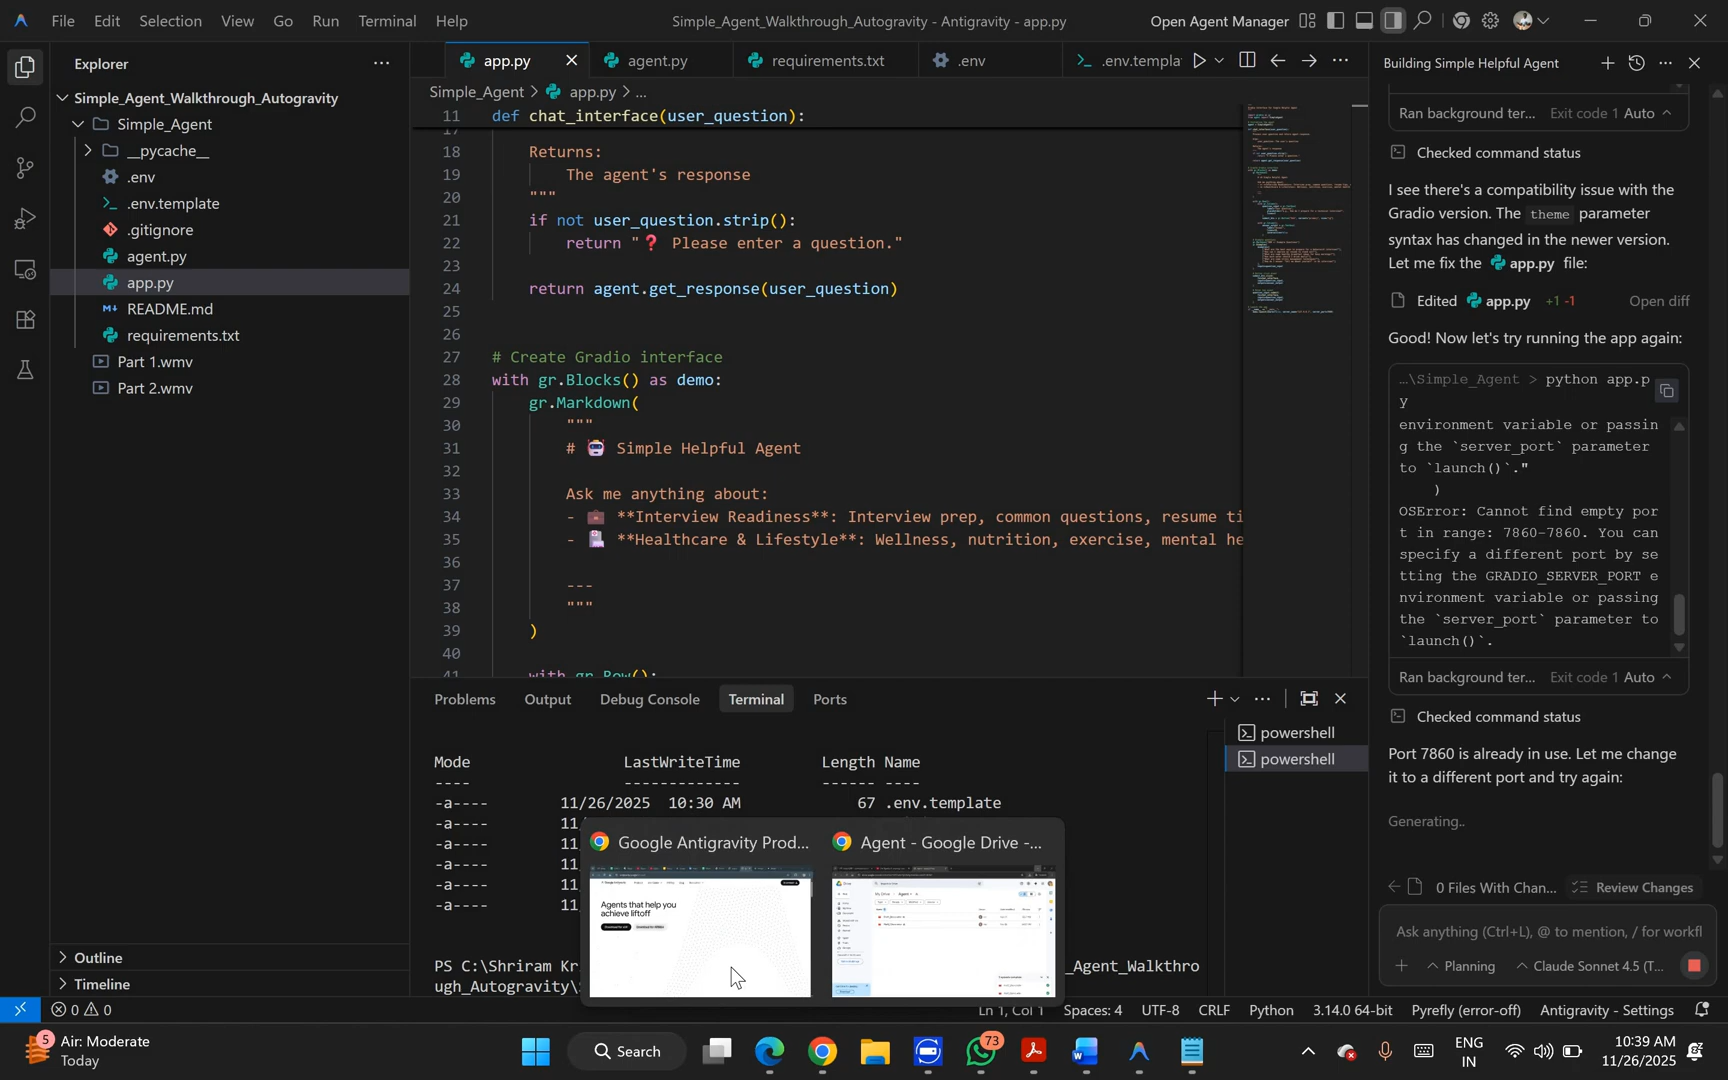 File Edit Selection View Go Run Terminal Help
Simple_Agent_Walkthrough_Autogravity - Antigravity - app.py
Open Agent Manager
Explorer
Simple_Agent_Walkthrough_Autogravity
Simple_Agent
__pycache__
.env
.env.template
.gitignore
agent.py
app.py
README.md
requirements.txt
Part 1.wmv
Part 2.wmv
Outline
Timeline
app.py agent.py requirements.txt .env .env.templa
Simple_Agent > app.py > ...
11 def chat_interface(user_question):
17
18 Returns:
19 The agent's response
20 """
21 if not user_question.strip():
22 return "❓ Please enter a question."
23
24 return agent.get_response(user_question)
25
26
27 # Create Gradio interface
28 with gr.Blocks() as demo:
29 gr.Markdown(
30 """
31 # 🤖 Simple Helpful Agent
32
33 Ask me anything about:
34 - 💼 **Interview Readiness**: Interview prep, common questions, resume ti
35 - 🏥 **Healthcare & Lifestyle**: Wellness, nutrition, exercise, mental he
36
37 ---
38 """
39 )
40
41 with gr.Row():
Problems Output Debug Console Terminal Ports
powershell
powershell
Mode LastWriteTime Length Name
---- ------------- ------ ----
-a---- 11/26/2025 10:30 AM 67 .env.template
-a---- 11/
-a---- 11/
-a---- 11/
-a---- 11/
-a---- 11/
Google Antigravity Prod...
Agents that help you
achieve liftoff
Agent - Google Drive -...
PS C:\Shriram Kr
_Agent_Walkthro
ugh_Autogravity\
Building Simple Helpful Agent
Ran background ter... Exit code 1 Auto
Checked command status
I see there's a compatibility issue with the
Gradio version. The theme parameter
syntax has changed in the newer version.
Let me fix the app.py file:
Edited app.py +1 -1 Open diff
Good! Now let's try running the app again:
…\Simple_Agent > python app.p
y
environment variable or passin
g the `server_port` parameter
to `launch()`."
)
OSError: Cannot find empty por
t in range: 7860-7860. You can
specify a different port by se
tting the GRADIO_SERVER_PORT e
nvironment variable or passing
the `server_port` parameter to
`launch()`.
Ran background ter... Exit code 1 Auto
Checked command status
Port 7860 is already in use. Let me change
it to a different port and try again:
Generating..
0 Files With Chan... Review Changes
Ask anything (Ctrl+L), @ to mention, / for workfl
Planning Claude Sonnet 4.5 (T...
0 0
Ln 1, Col 1 Spaces: 4 UTF-8 CRLF Python 3.14.0 64-bit Pyrefly (error-off) Antigravity - Settings
5
Air: Moderate
Today
Search
73
ENG
IN
10:39 AM
11/26/2025